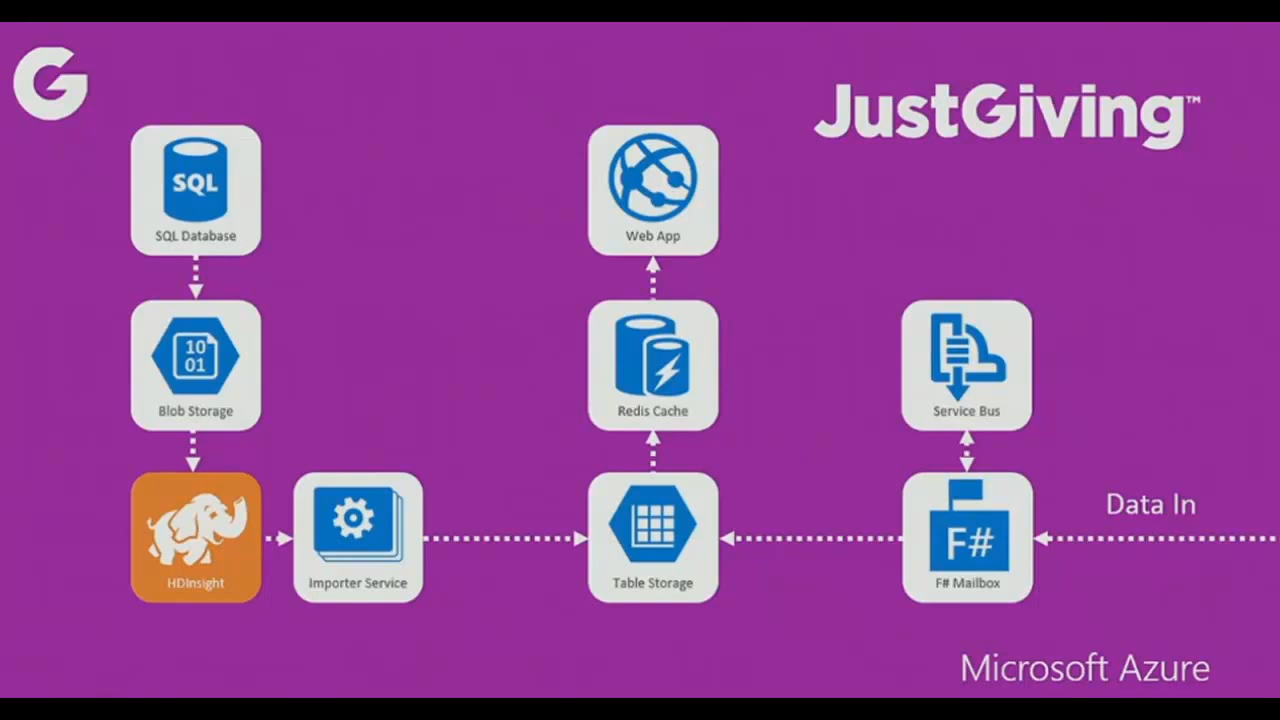 G
JustGiving™
SQL
SQL Database
Web App
10
01
Blob Storage
Redis Cache
Service Bus
Data In
F#
HDInsight
Importer Service
Table Storage
F# Mailbox
Microsoft Azure